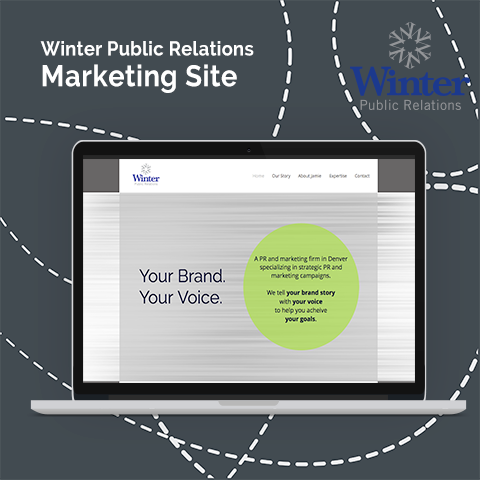 Winter Public Relations
Marketing Site
Winter
Public Relations
Winter
Public Relations
Home Our Story About Jamie Expertise Contact
Your Brand.
Your Voice.
A PR and marketing firm in Denver
specializing in strategic PR and
marketing campaigns.
We tell your brand story
with your voice
to help you acheive
your goals.